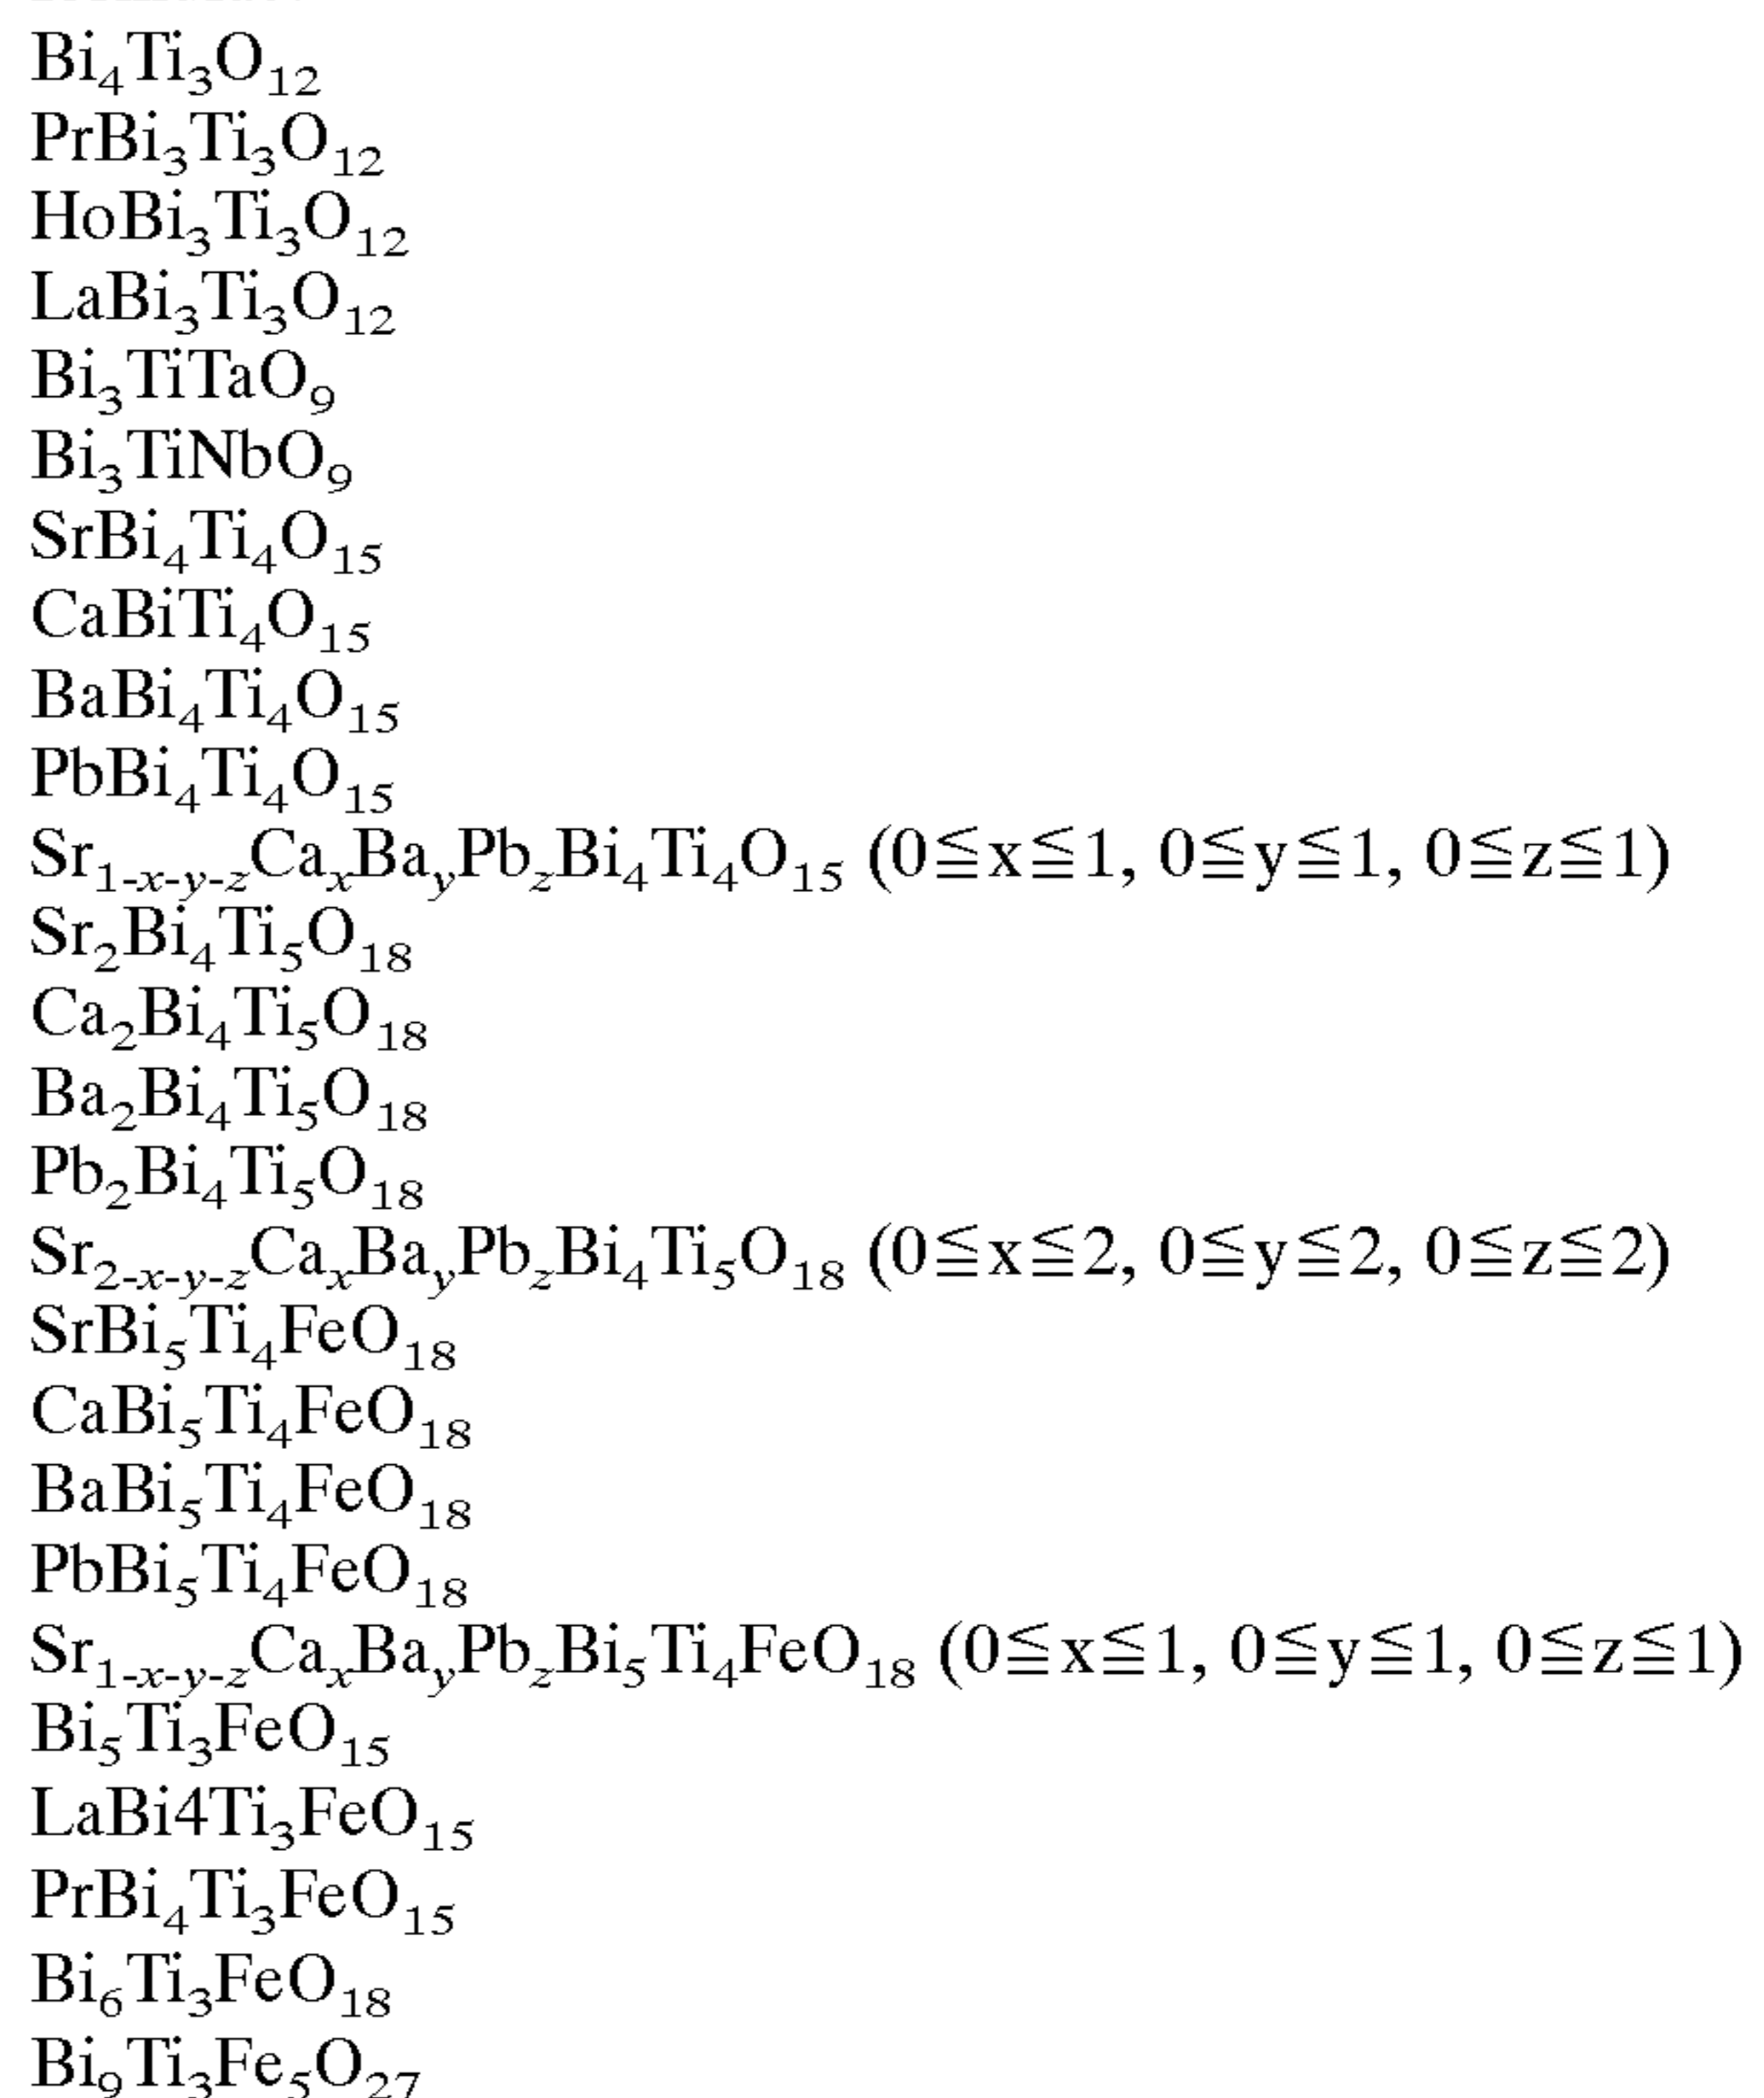 Bi₄Ti₃O₁₂
PrBi₃Ti₃O₁₂
HoBi₃Ti₃O₁₂
LaBi₃Ti₃O₁₂
Bi₃TiTaO₉
Bi₃TiNbO₉
SrBi₄Ti₄O₁₅
CaBiTi₄O₁₅
BaBi₄Ti₄O₁₅
PbBi₄Ti₄O₁₅
Sr₁₋ₓ₋y₋zCaₓBayPbzBi₄Ti₄O₁₅ (0≦x≦1, 0≦y≦1, 0≦z≦1)
Sr₂Bi₄Ti₅O₁₈
Ca₂Bi₄Ti₅O₁₈
Ba₂Bi₄Ti₅O₁₈
Pb₂Bi₄Ti₅O₁₈
Sr₂₋ₓ₋y₋zCaₓBayPbzBi₄Ti₅O₁₈ (0≦x≦2, 0≦y≦2, 0≦z≦2)
SrBi₅Ti₄FeO₁₈
CaBi₅Ti₄FeO₁₈
BaBi₅Ti₄FeO₁₈
PbBi₅Ti₄FeO₁₈
Sr₁₋ₓ₋y₋zCaₓBayPbzBi₅Ti₄FeO₁₈ (0≦x≦1, 0≦y≦1, 0≦z≦1)
Bi₅Ti₃FeO₁₅
LaBi4Ti₃FeO₁₅
PrBi₄Ti₃FeO₁₅
Bi₆Ti₃FeO₁₈
Bi₉Ti₃Fe₅O₂₇